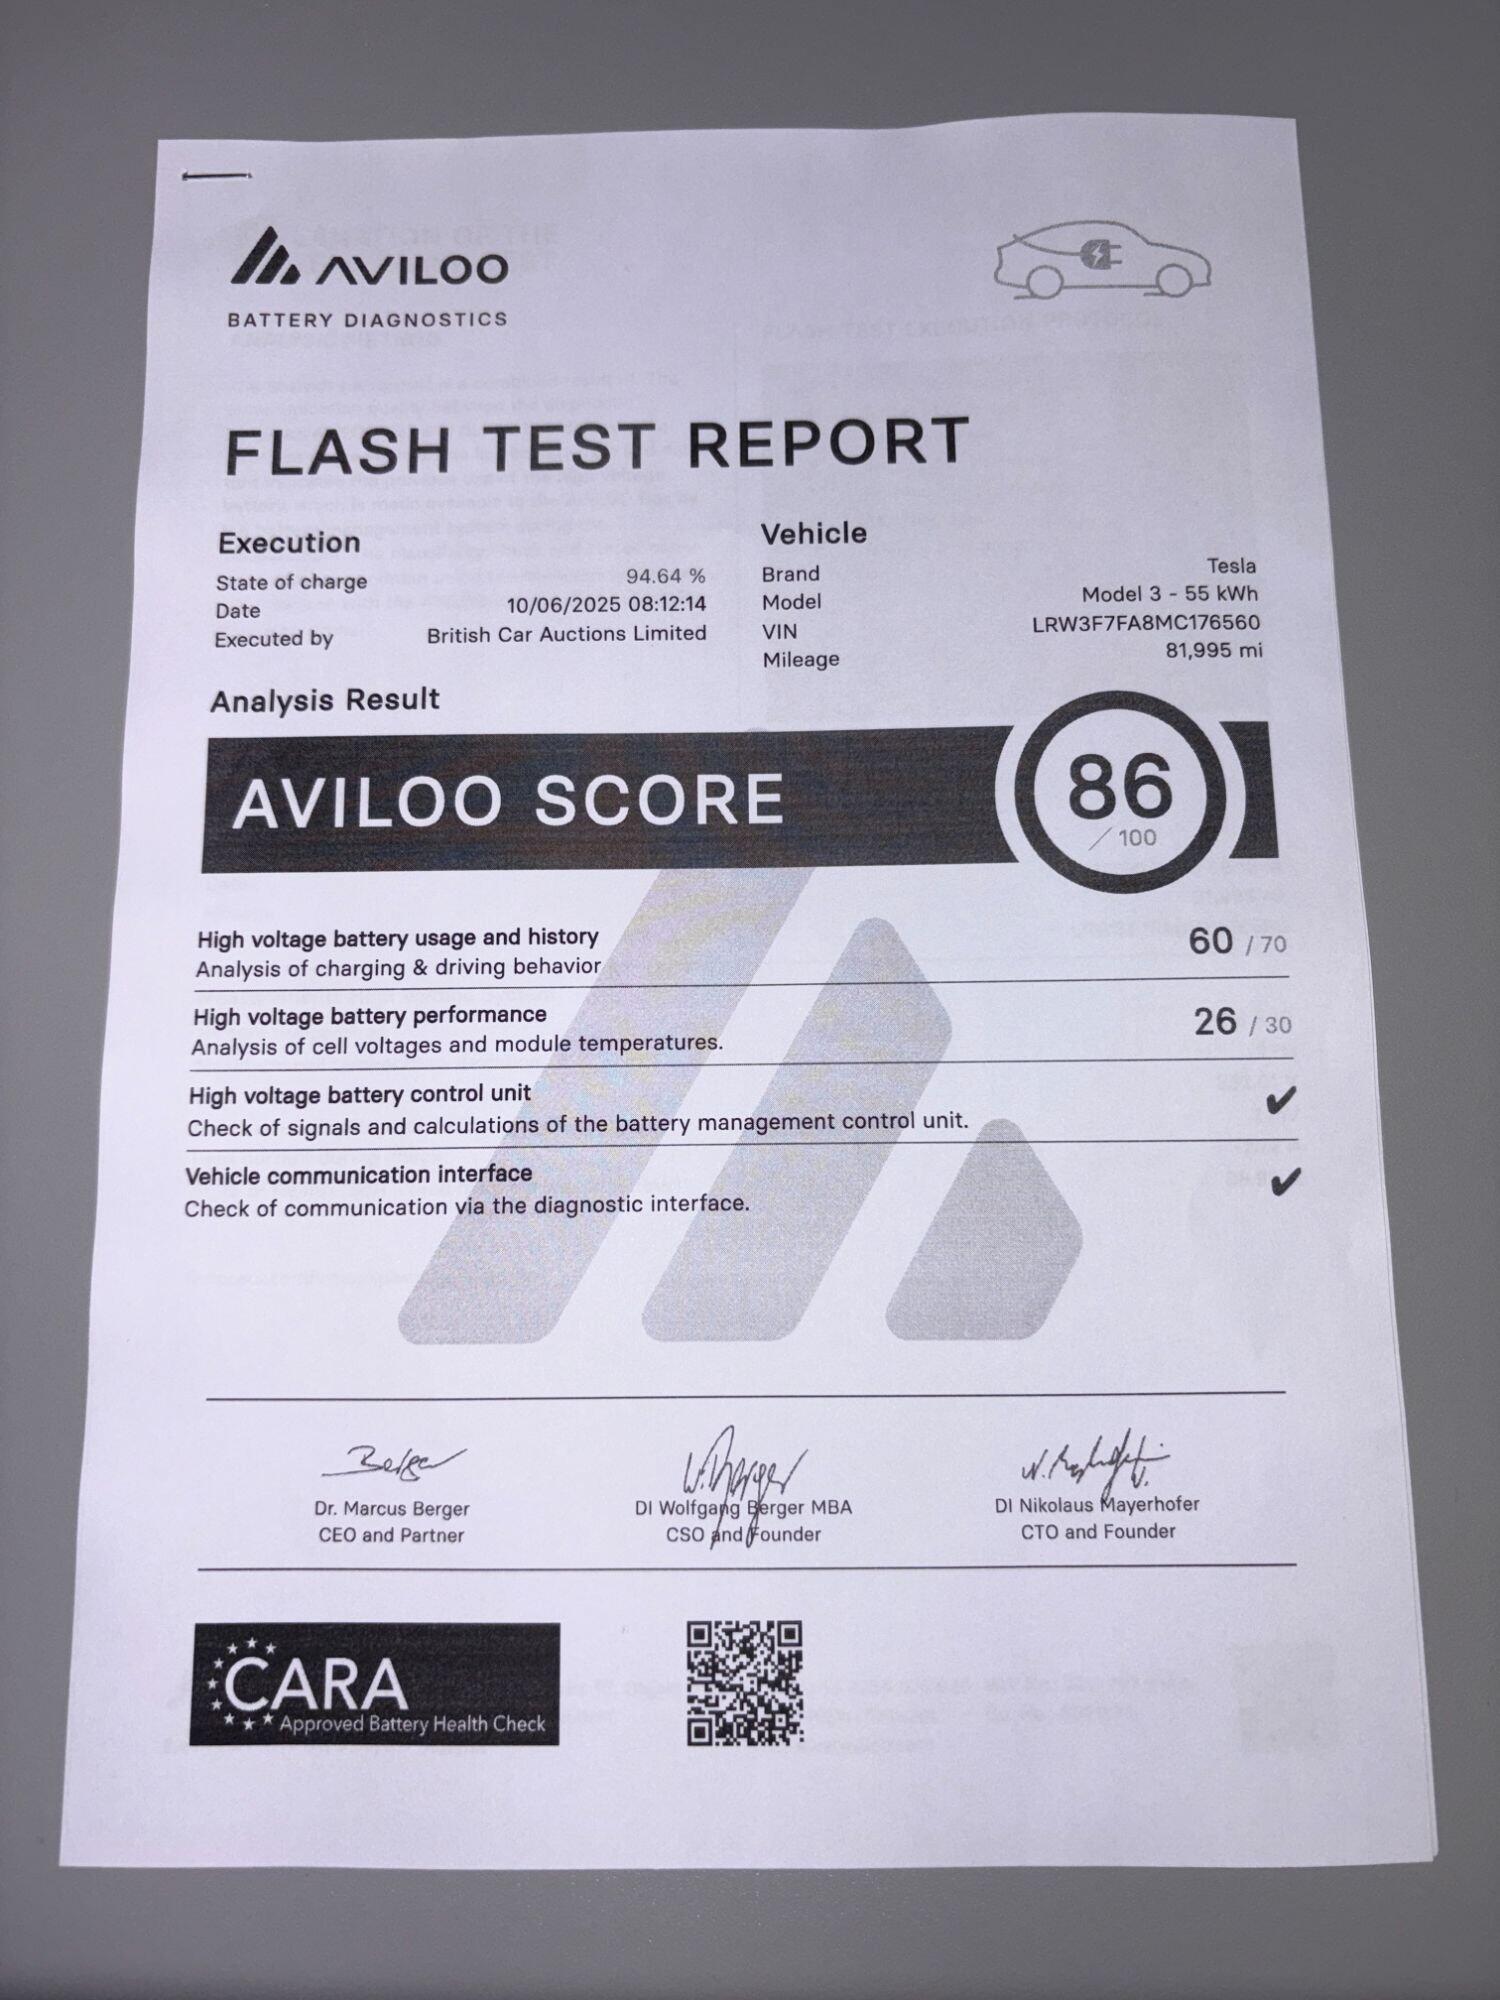 AVILOO
BATTERY DIAGNOSTICS
FLASH TEST REPORT
Execution
State of charge 94.64 %
Date 10/06/2025 08:12:14
Executed by British Car Auctions Limited
Vehicle
Brand Tesla
Model Model 3 - 55 kWh
VIN LRW3F7FA8MC176560
Mileage 81,995 mi
Analysis Result
AVILOO SCORE 86
/ 100
High voltage battery usage and history 60 / 70
Analysis of charging & driving behavior
High voltage battery performance 26 / 30
Analysis of cell voltages and module temperatures.
High voltage battery control unit ✔
Check of signals and calculations of the battery management control unit.
Vehicle communication interface ✔
Check of communication via the diagnostic interface.
Berger
W. Berger
Dr. Marcus Berger
CEO and Partner
DI Wolfgang Berger MBA
CSO and Founder
DI Nikolaus Mayerhofer
CTO and Founder
CARA
Approved Battery Health Check